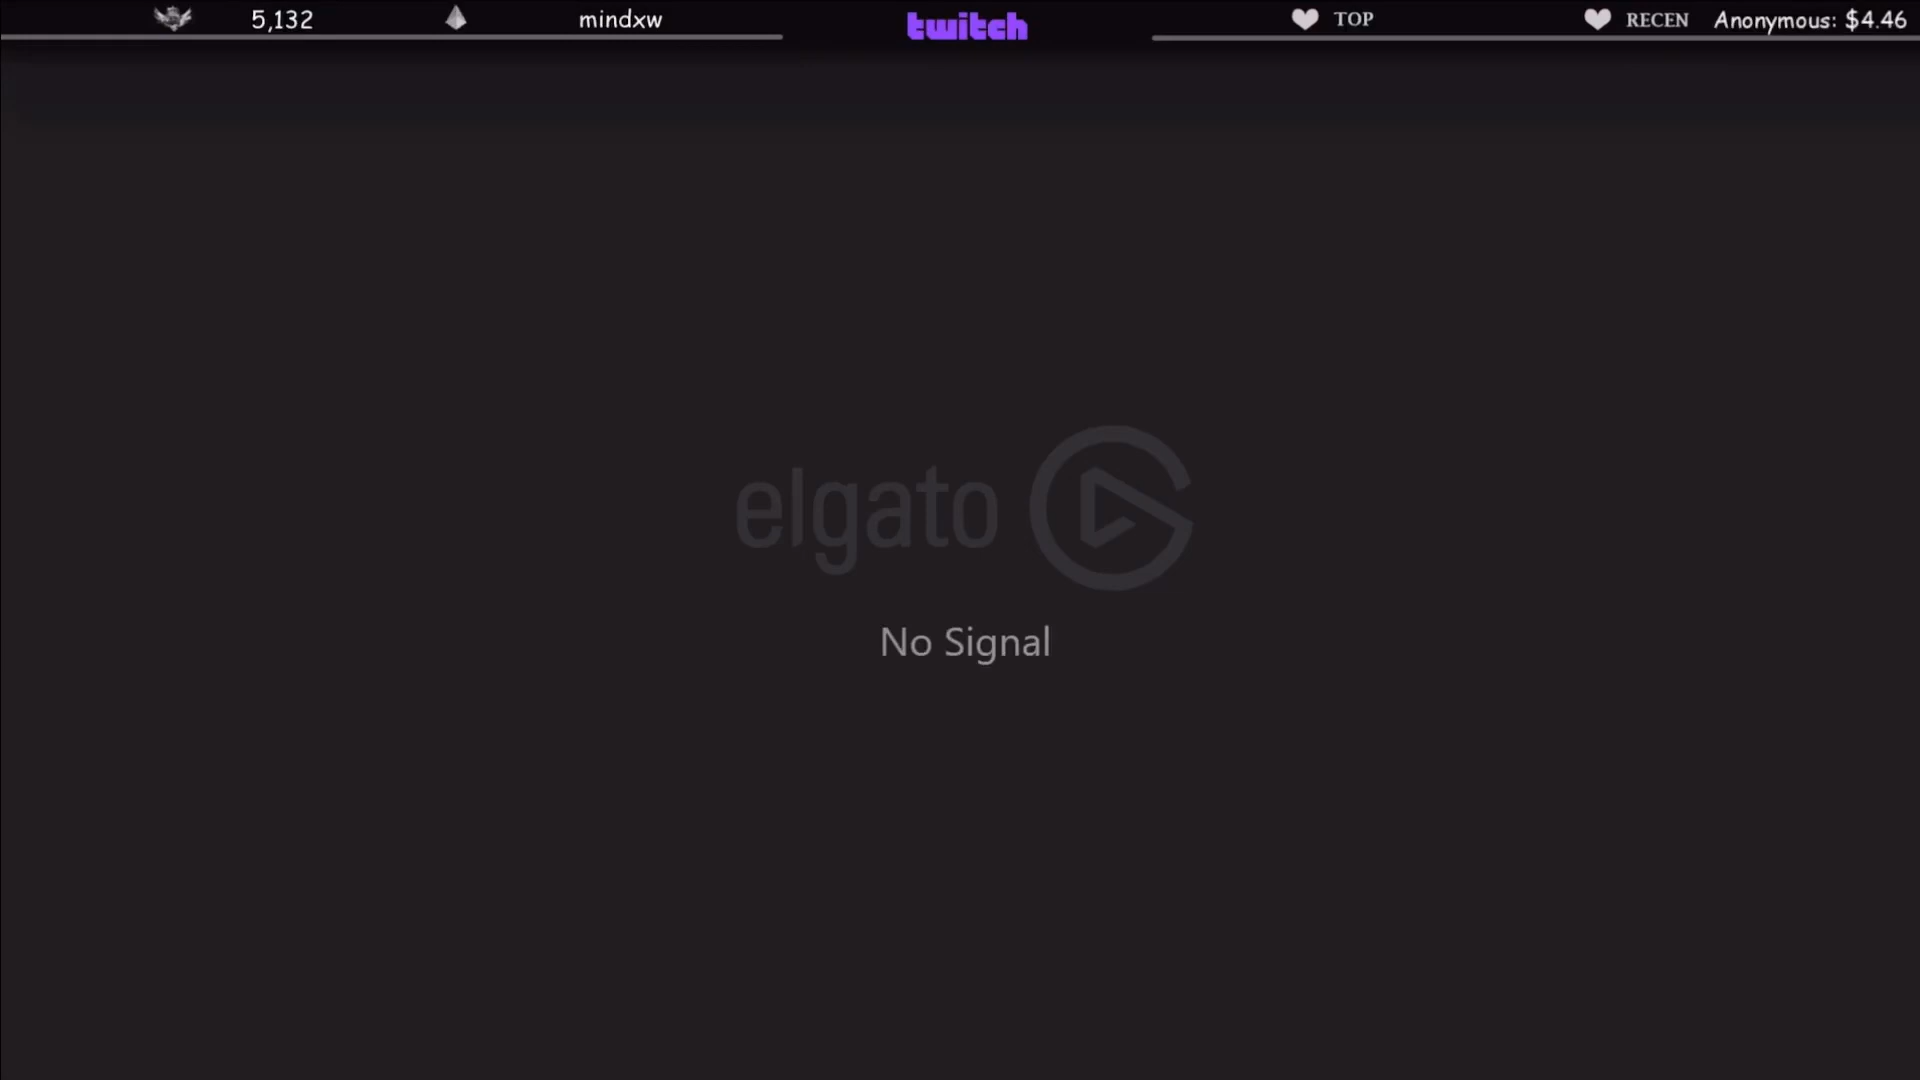 5,132 mindxw twitch TOP RECEN Anonymous: $4.46
elgato
No Signal